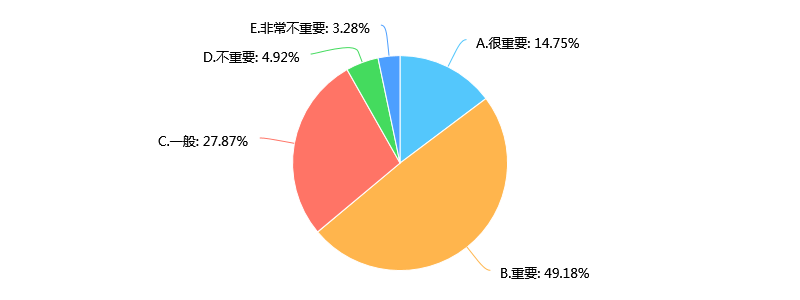 E.非常不重要: 3.28%
A.很重要: 14.75%
D.不重要: 4.92%
C.一般: 27.87%
B.重要: 49.18%